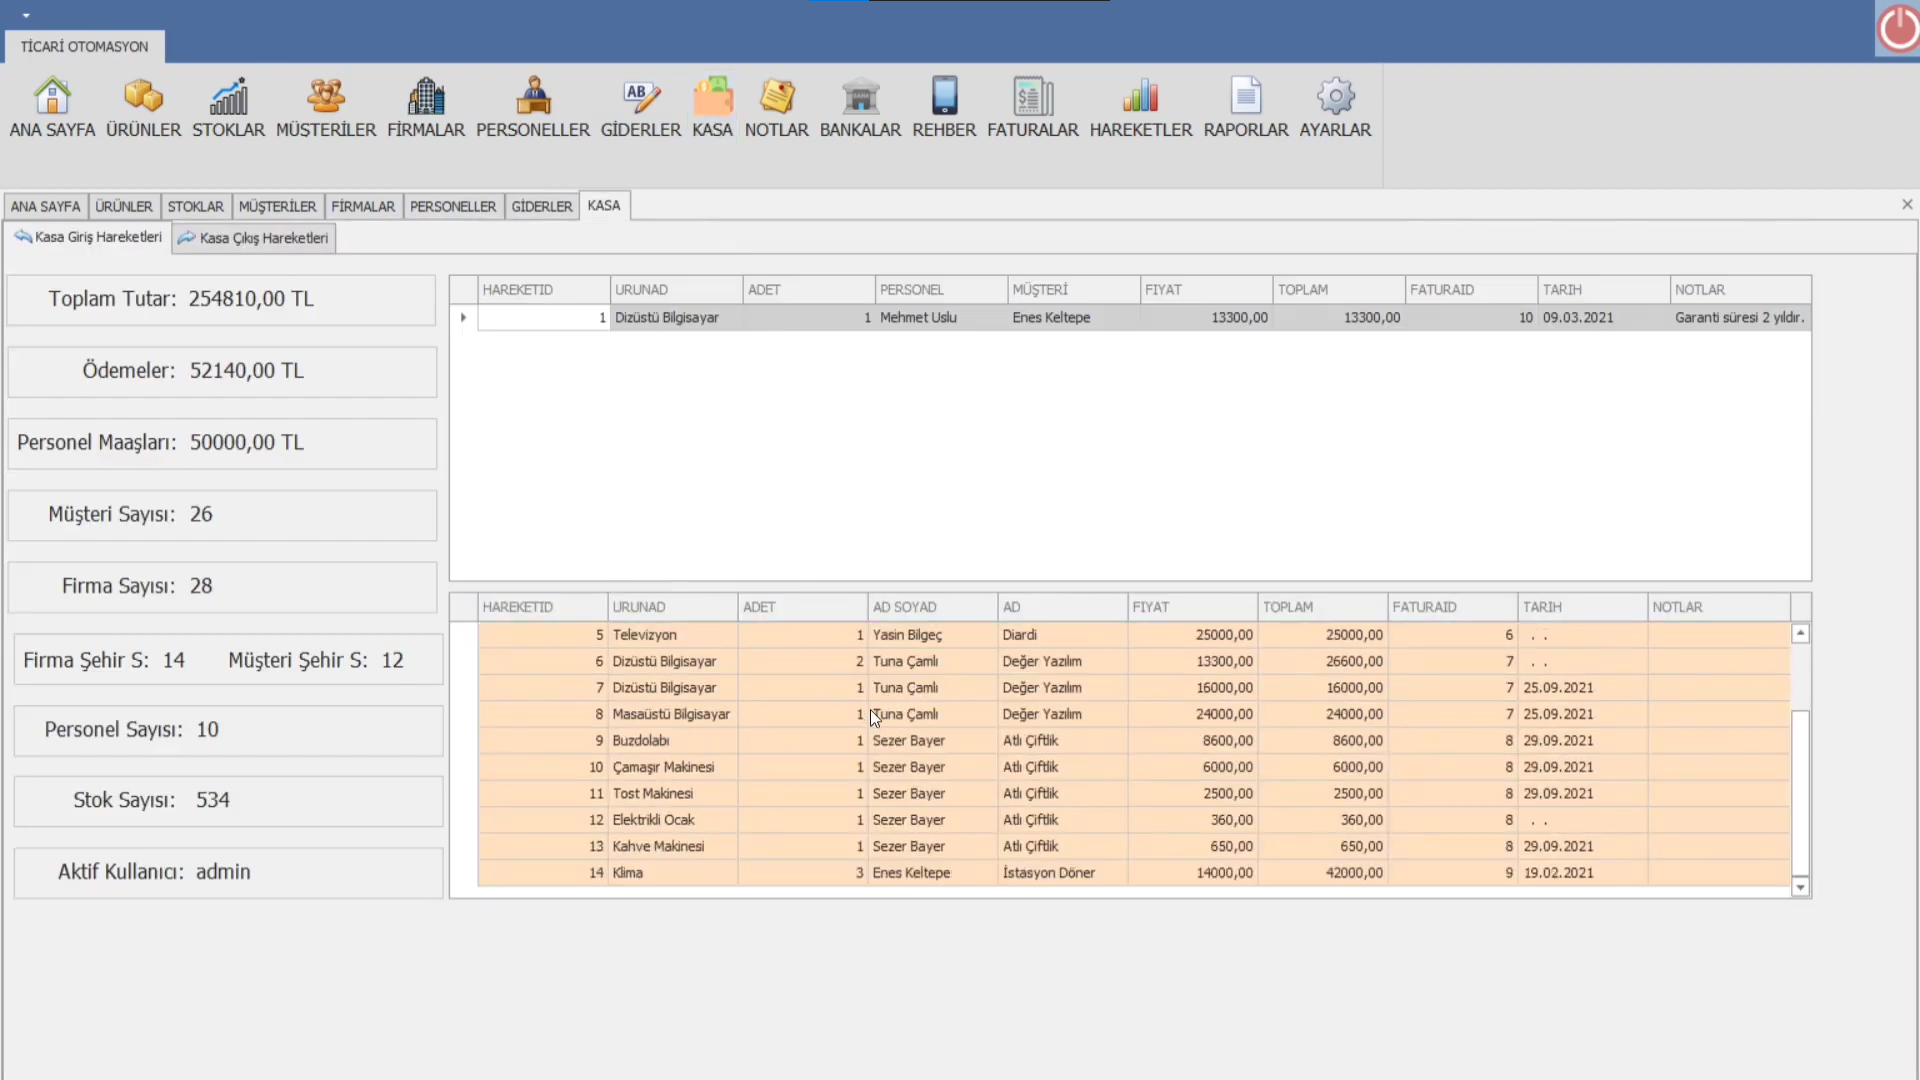 TİCARİ OTOMASYON
ANA SAYFA ÜRÜNLER STOKLAR MÜŞTERİLER FİRMALAR PERSONELLER AB GİDERLER KASA NOTLAR BANKALAR REHBER FATURALAR HAREKETLER RAPORLAR AYARLAR
ANA SAYFA ÜRÜNLER STOKLAR MÜŞTERİLER FİRMALAR PERSONELLER GİDERLER KASA
Kasa Giriş Hareketleri Kasa Çıkış Hareketleri
Toplam Tutar: 254810,00 TL
Ödemeler: 52140,00 TL
Personel Maaşları: 50000,00 TL
Müşteri Sayısı: 26
Firma Sayısı: 28
Firma Şehir S: 14 Müşteri Şehir S: 12
Personel Sayısı: 10
Stok Sayısı: 534
Aktif Kullanıcı: admin
HAREKETID URUNAD ADET PERSONEL MÜŞTERİ FIYAT TOPLAM FATURAID TARIH NOTLAR
1 Dizüstü Bilgisayar 1 Mehmet Uslu Enes Keltepe 13300,00 13300,00 10 09.03.2021 Garanti süresi 2 yıldır.
HAREKETID URUNAD ADET AD SOYAD AD FIYAT TOPLAM FATURAID TARIH NOTLAR
5 Televizyon 1 Yasin Bilgeç Diardi 25000,00 25000,00 6 . .
6 Dizüstü Bilgisayar 2 Tuna Çamlı Değer Yazılım 13300,00 26600,00 7 . .
7 Dizüstü Bilgisayar 1 Tuna Çamlı Değer Yazılım 16000,00 16000,00 7 25.09.2021
8 Masaüstü Bilgisayar 1 Tuna Çamlı Değer Yazılım 24000,00 24000,00 7 25.09.2021
9 Buzdolabı 1 Sezer Bayer Atlı Çiftlik 8600,00 8600,00 8 29.09.2021
10 Çamaşır Makinesi 1 Sezer Bayer Atlı Çiftlik 6000,00 6000,00 8 29.09.2021
11 Tost Makinesi 1 Sezer Bayer Atlı Çiftlik 2500,00 2500,00 8 29.09.2021
12 Elektrikli Ocak 1 Sezer Bayer Atlı Çiftlik 360,00 360,00 8 . .
13 Kahve Makinesi 1 Sezer Bayer Atlı Çiftlik 650,00 650,00 8 29.09.2021
14 Klima 3 Enes Keltepe İstasyon Döner 14000,00 42000,00 9 19.02.2021